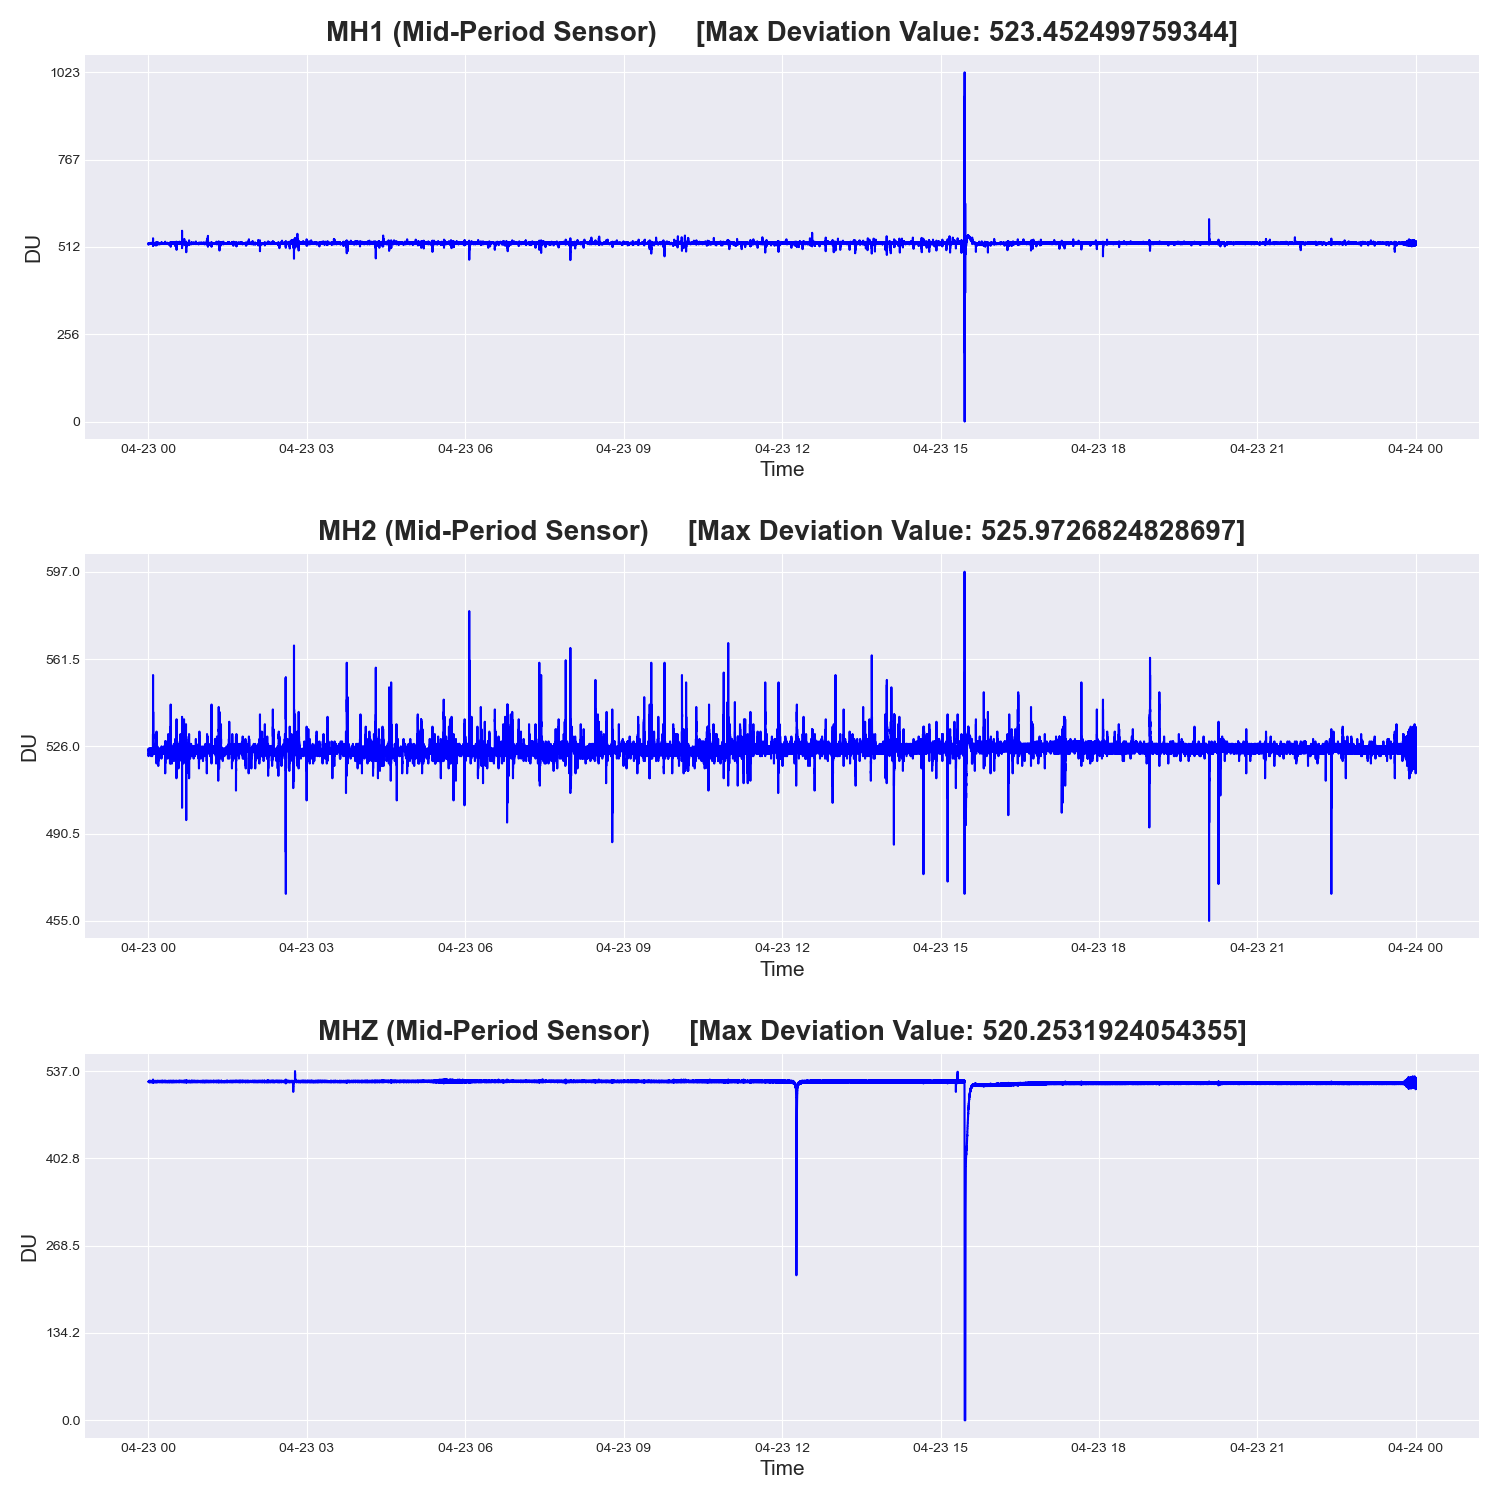 MH1 (Mid-Period Sensor) [Max Deviation Value: 523.452499759344]
1023
767
512
256
0
DU
04-23 00 04-23 03 04-23 06 04-23 09 04-23 12 04-23 15 04-23 18 04-23 21 04-24 00
Time
MH2 (Mid-Period Sensor) [Max Deviation Value: 525.9726824828697]
597.0
561.5
526.0
490.5
455.0
DU
04-23 00 04-23 03 04-23 06 04-23 09 04-23 12 04-23 15 04-23 18 04-23 21 04-24 00
Time
MHZ (Mid-Period Sensor) [Max Deviation Value: 520.2531924054355]
537.0
402.8
268.5
134.2
0.0
DU
04-23 00 04-23 03 04-23 06 04-23 09 04-23 12 04-23 15 04-23 18 04-23 21 04-24 00
Time